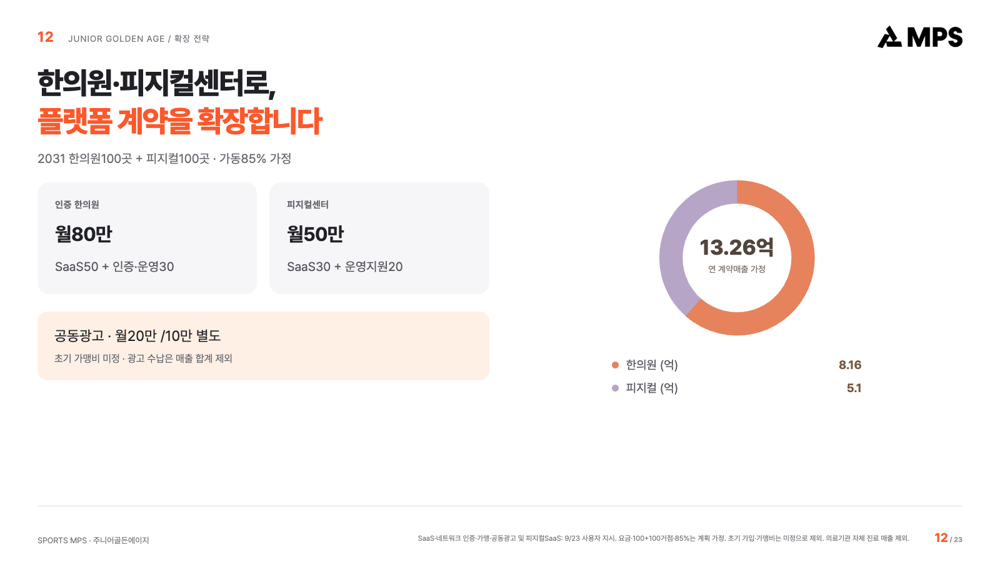 12 JUNIOR GOLDEN AGE / 확장 전략
MPS
한의원·피지컬센터로,
플랫폼 계약을 확장합니다
2031 한의원100곳 + 피지컬100곳 · 가동85% 가정
인증 한의원
월80만
SaaS50 + 인증·운영30
피지컬센터
월50만
SaaS30 + 운영지원20
공동광고 · 월20만 /10만 별도
초기 가맹비 미정 · 광고 수납은 매출 합계 제외
13.26억
연 계약매출 가정
한의원 (억) 8.16
피지컬 (억) 5.1
SPORTS MPS · 주니어골든에이지
SaaS·네트워크 인증·가맹·공동광고 및 피지컬SaaS: 9/23 사용자 지시. 요금·100+100거점·85%는 계획 가정. 초기 가입·가맹비는 미정으로 제외. 의료기관 자체 진료 매출 제외.
12 / 23